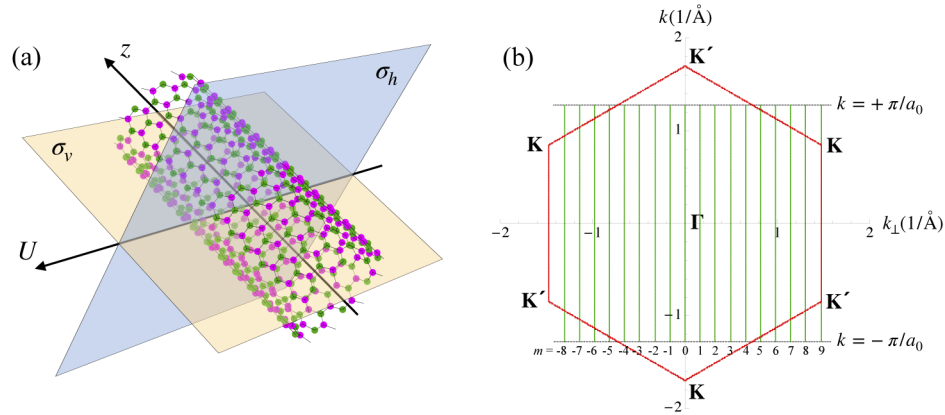 (a)
z
σh
σv
U
(b)
k(1/Å)
2
K′
k = + π/a0
1
K
K
Γ
k⊥(1/Å)
-2
-1
1
2
K′
K′
-1
k = − π/a0
m = -8 -7 -6 -5 -4 -3 -2 -1 0 1 2 3 4 5 6 7 8 9
K
-2